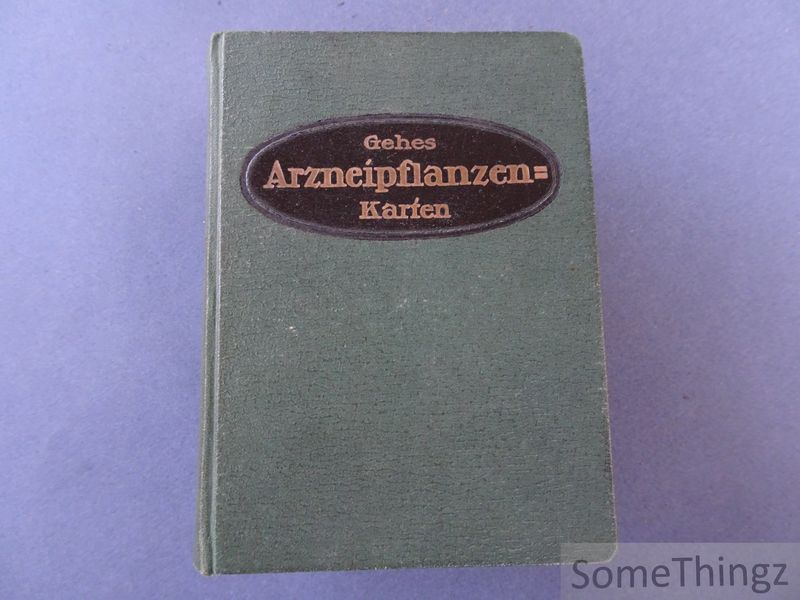 Gehes
Arzneipflanzen=
Karten
SomeThingz